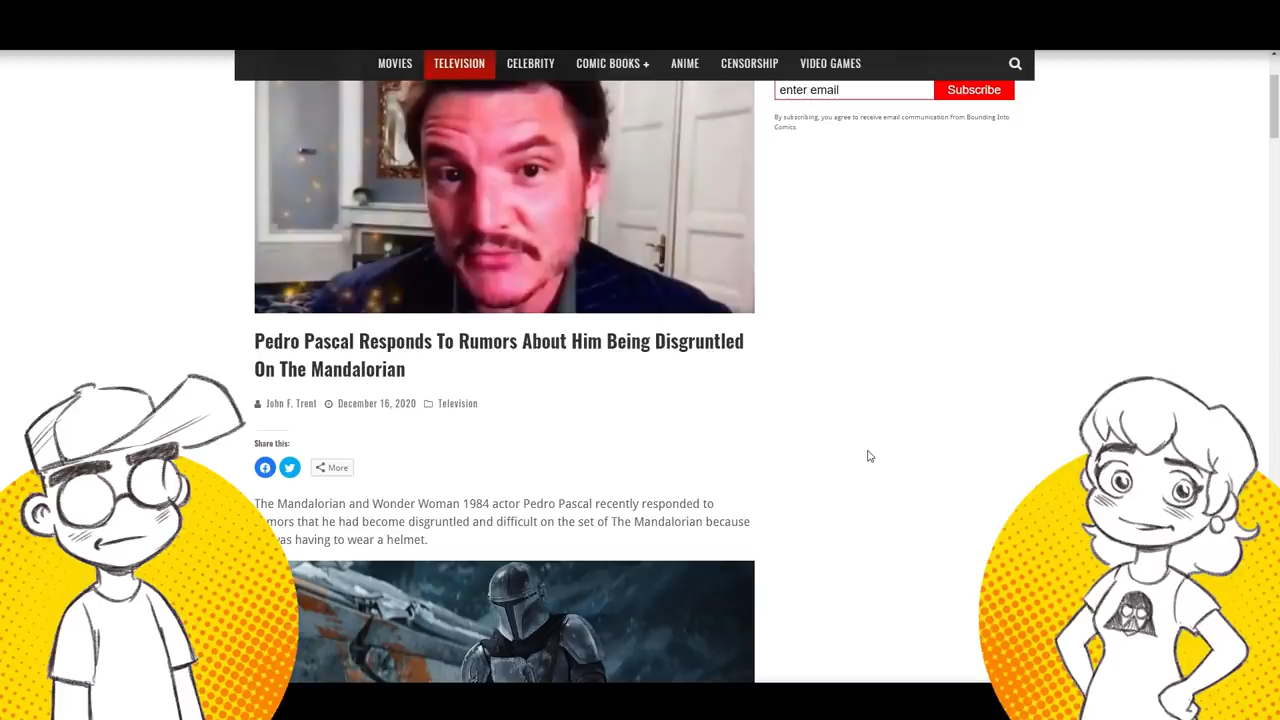 MOVIES TELEVISION CELEBRITY COMIC BOOKS + ANIME CENSORSHIP VIDEO GAMES
enter email Subscribe
By subscribing, you agree to receive email communication from Bounding Into
Comics.
Pedro Pascal Responds To Rumors About Him Being Disgruntled
On The Mandalorian
John F. Trent December 16, 2020 Television
Share this:
More
The Mandalorian and Wonder Woman 1984 actor Pedro Pascal recently responded to
mors that he had become disgruntled and difficult on the set of The Mandalorian because
as having to wear a helmet.